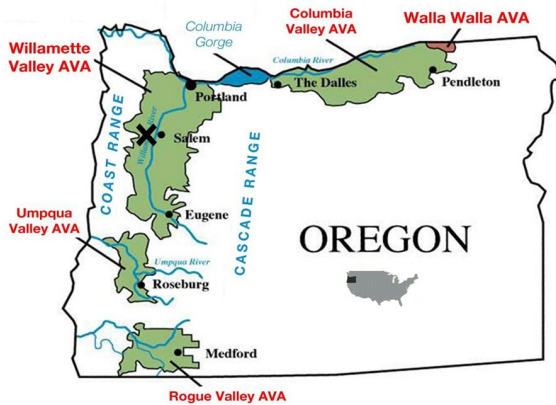 Columbia
Valley AVA
Walla Walla AVA
Columbia
Gorge
Willamette
Valley AVA
Columbia River
The Dalles
Pendleton
Portland
COAST RANGE
Salem
CASCADE RANGE
Umpqua
Valley AVA
Eugene
OREGON
Umpqua River
Roseburg
Medford
Rogue Valley AVA